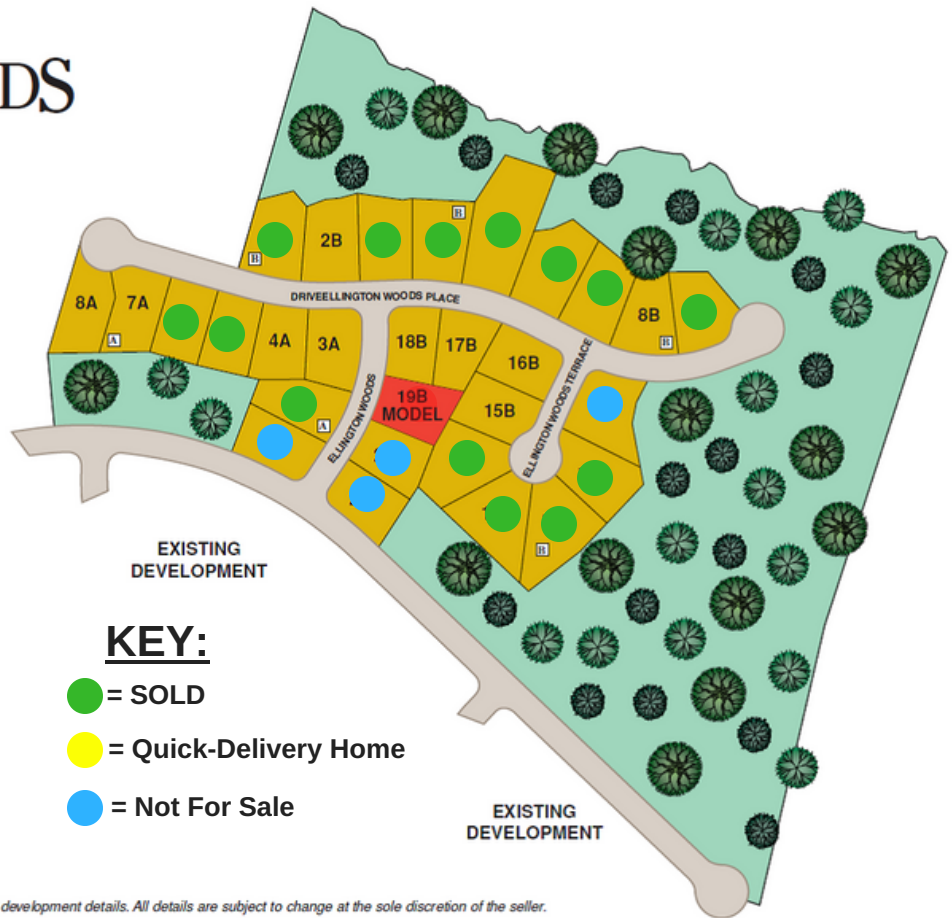 DS
B
2B
B
DRIVEELLINGTON WOODS PLACE
8A
7A
A
4A
3A
18B
17B
16B
8B
B
19B
MODEL
15B
ELLINGTON WOODS TERRACE
ELLINGTON WOODS
A
B
EXISTING
DEVELOPMENT
KEY:
= SOLD
= Quick-Delivery Home
= Not For Sale
EXISTING
DEVELOPMENT
development details. All details are subject to change at the sole discretion of the seller.